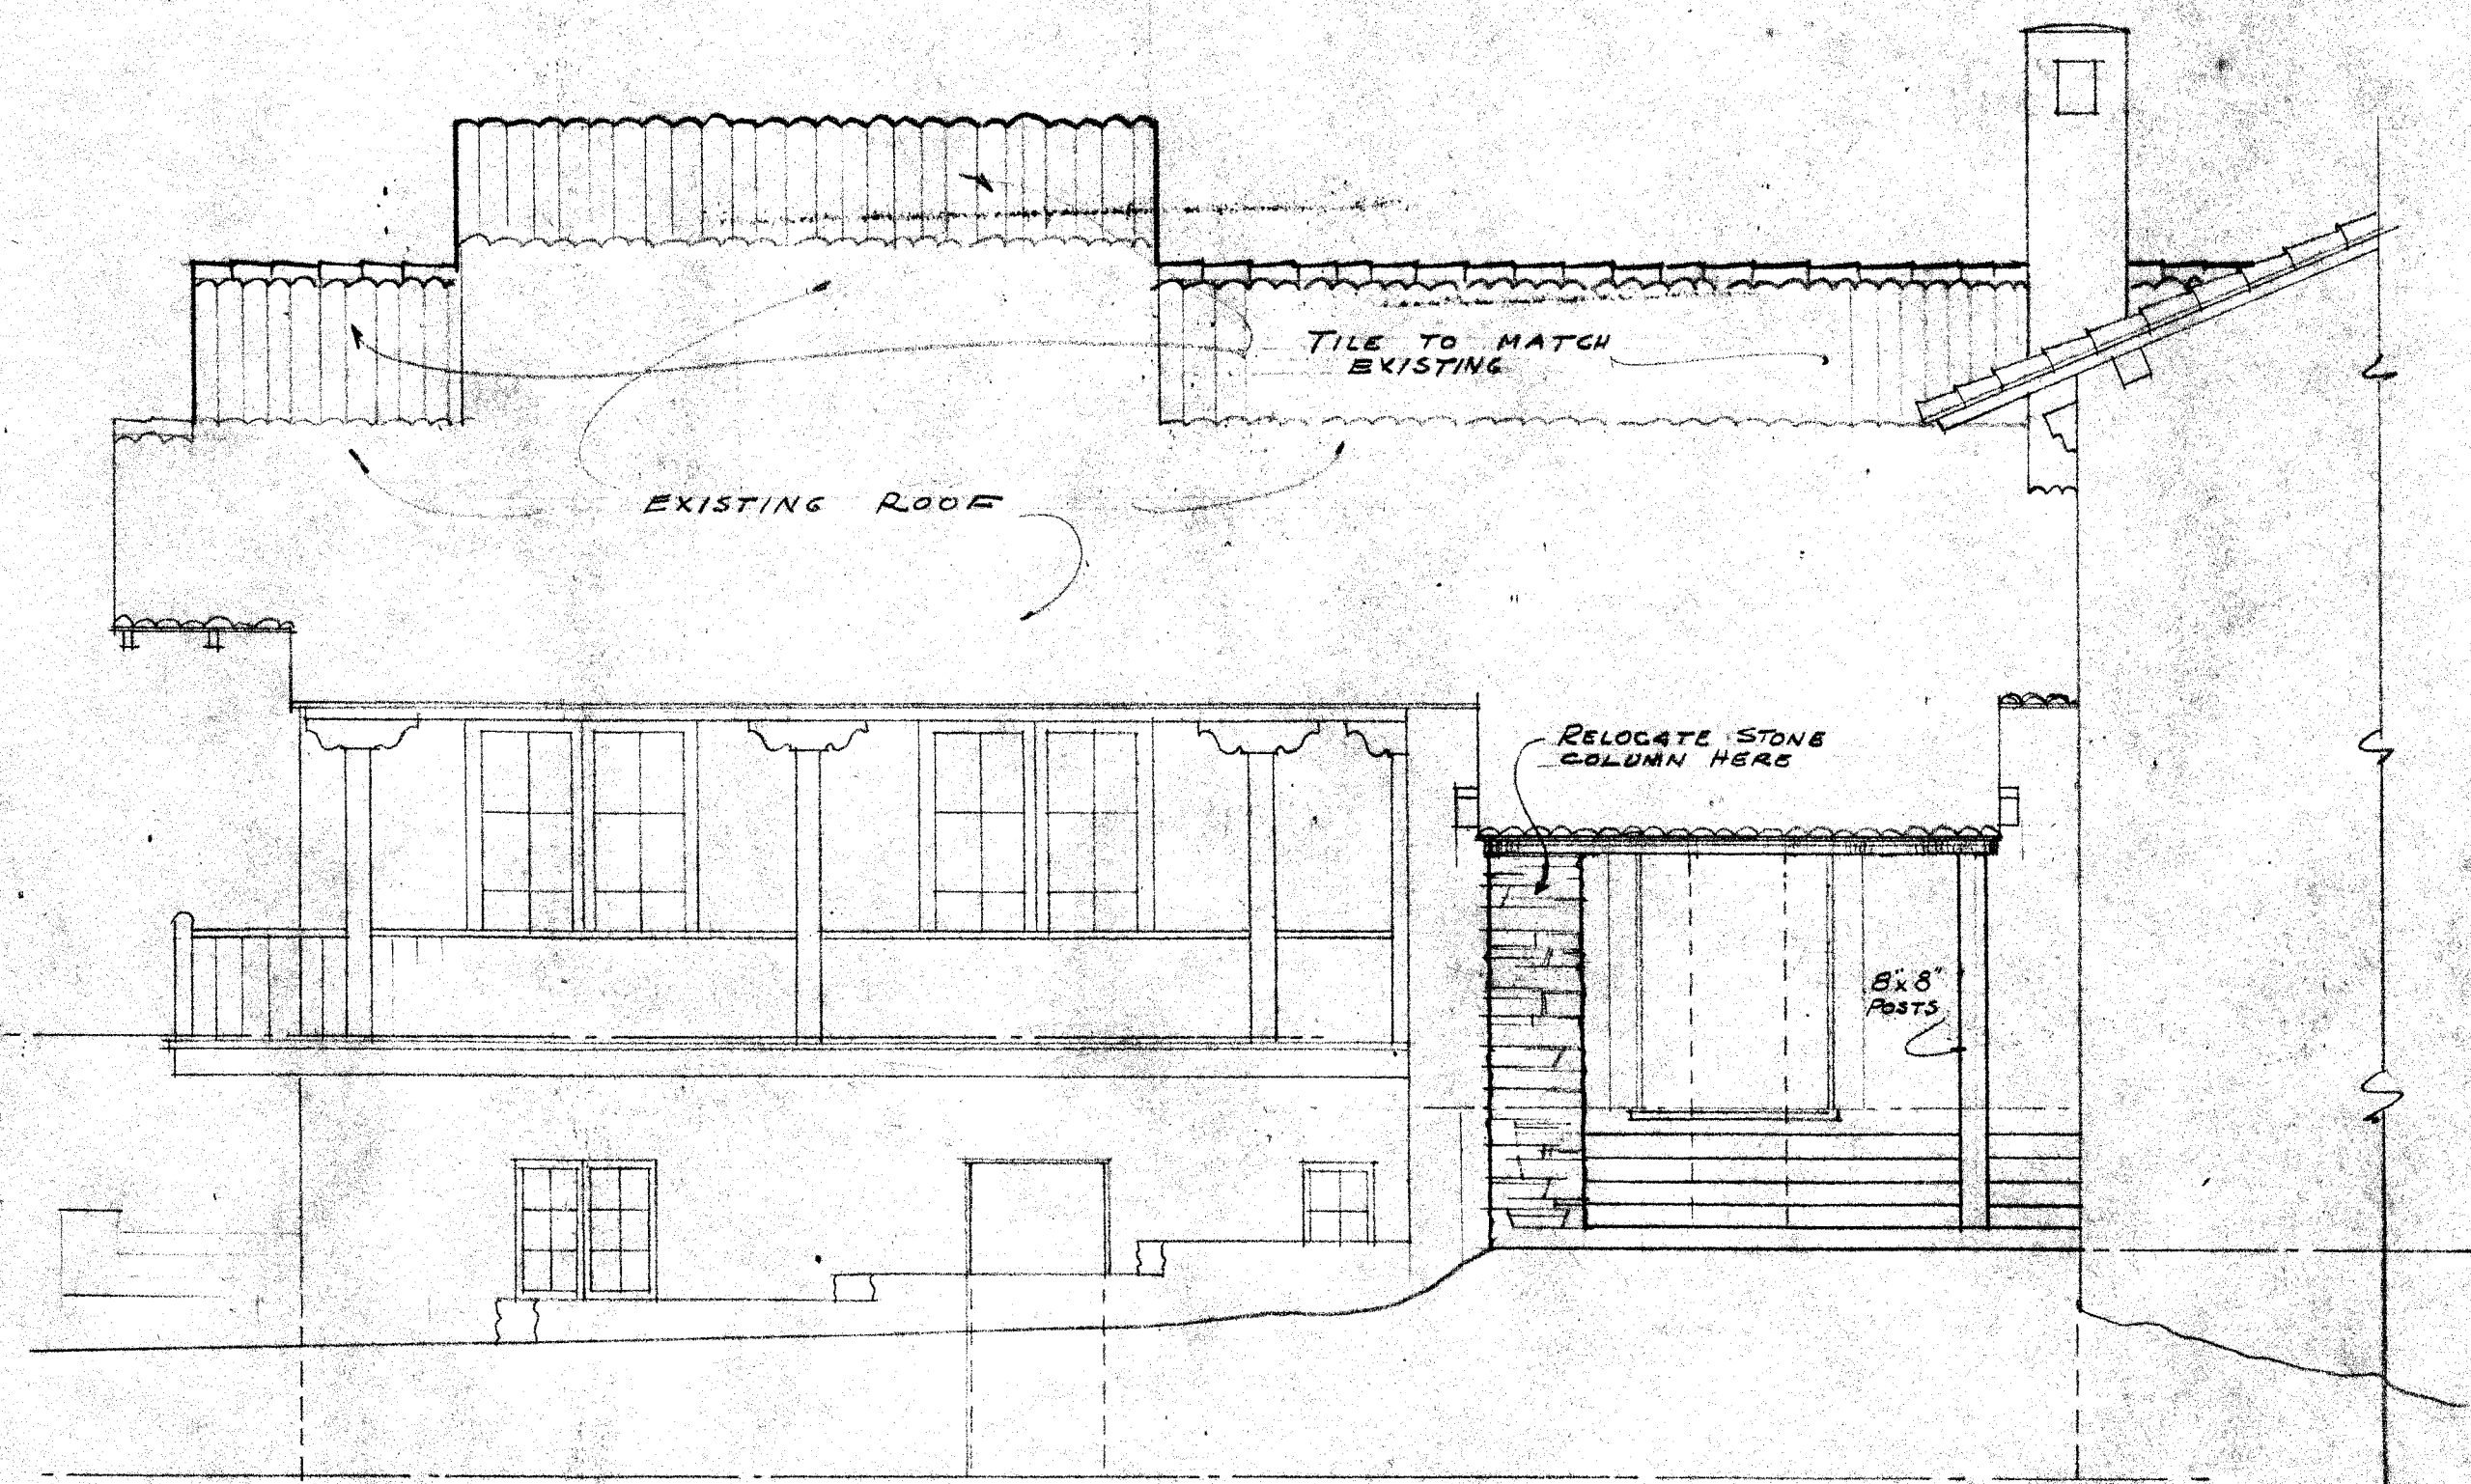 TILE TO MATCH
EXISTING
EXISTING ROOF
RELOCATE STONE
COLUMN HERE
8"x8"
POSTS